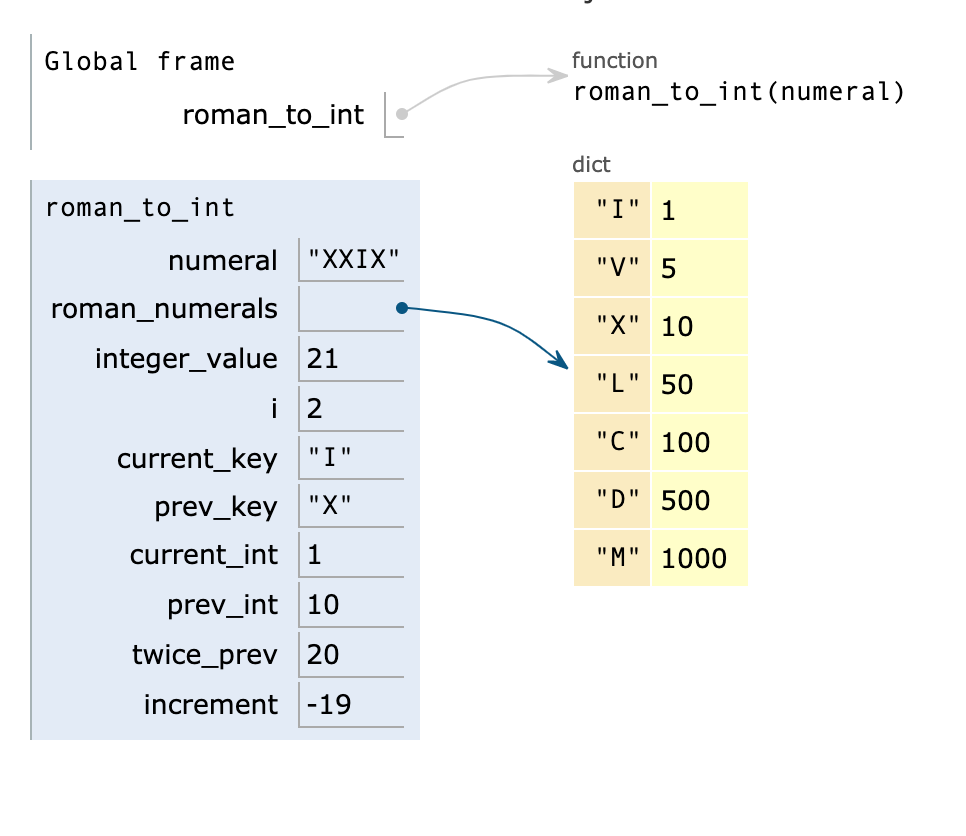 Global frame
roman_to_int
function
roman_to_int(numeral)
roman_to_int
numeral "XXIX"
roman_numerals
integer_value 21
i 2
current_key "I"
prev_key "X"
current_int 1
prev_int 10
twice_prev 20
increment -19
dict
"I" 1
"V" 5
"X" 10
"L" 50
"C" 100
"D" 500
"M" 1000